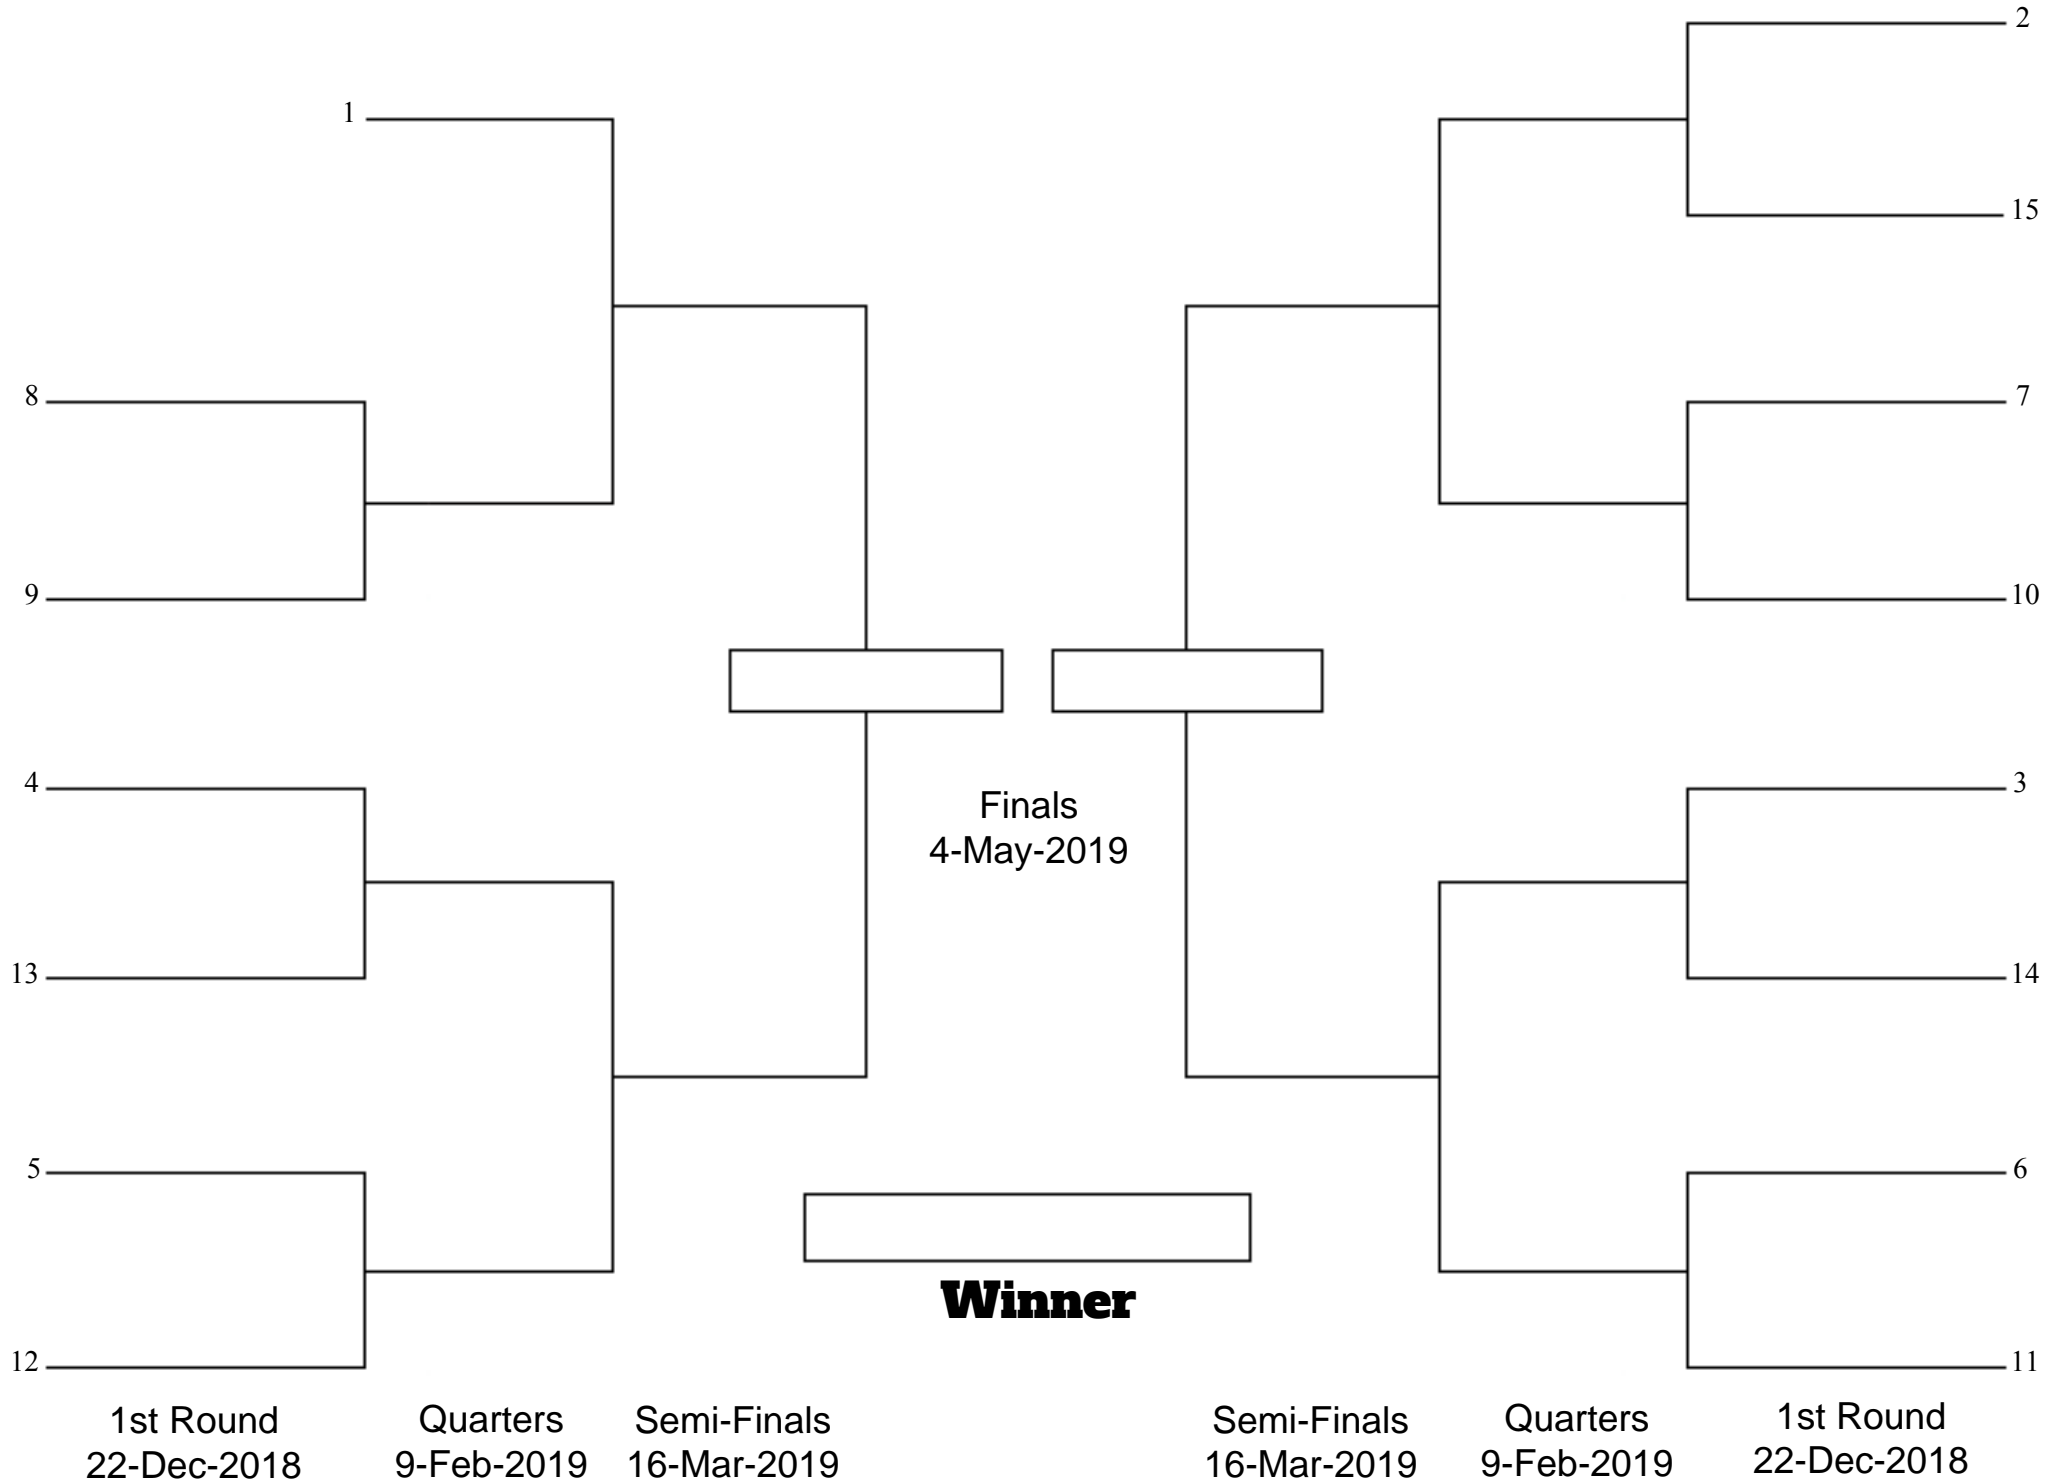 2
1
15
8
7
9
10
4
3
Finals
4-May-2019
13
14
5
6
Winner
12
11
1st Round
22-Dec-2018
Quarters
9-Feb-2019
Semi-Finals
16-Mar-2019
Semi-Finals
16-Mar-2019
Quarters
9-Feb-2019
1st Round
22-Dec-2018